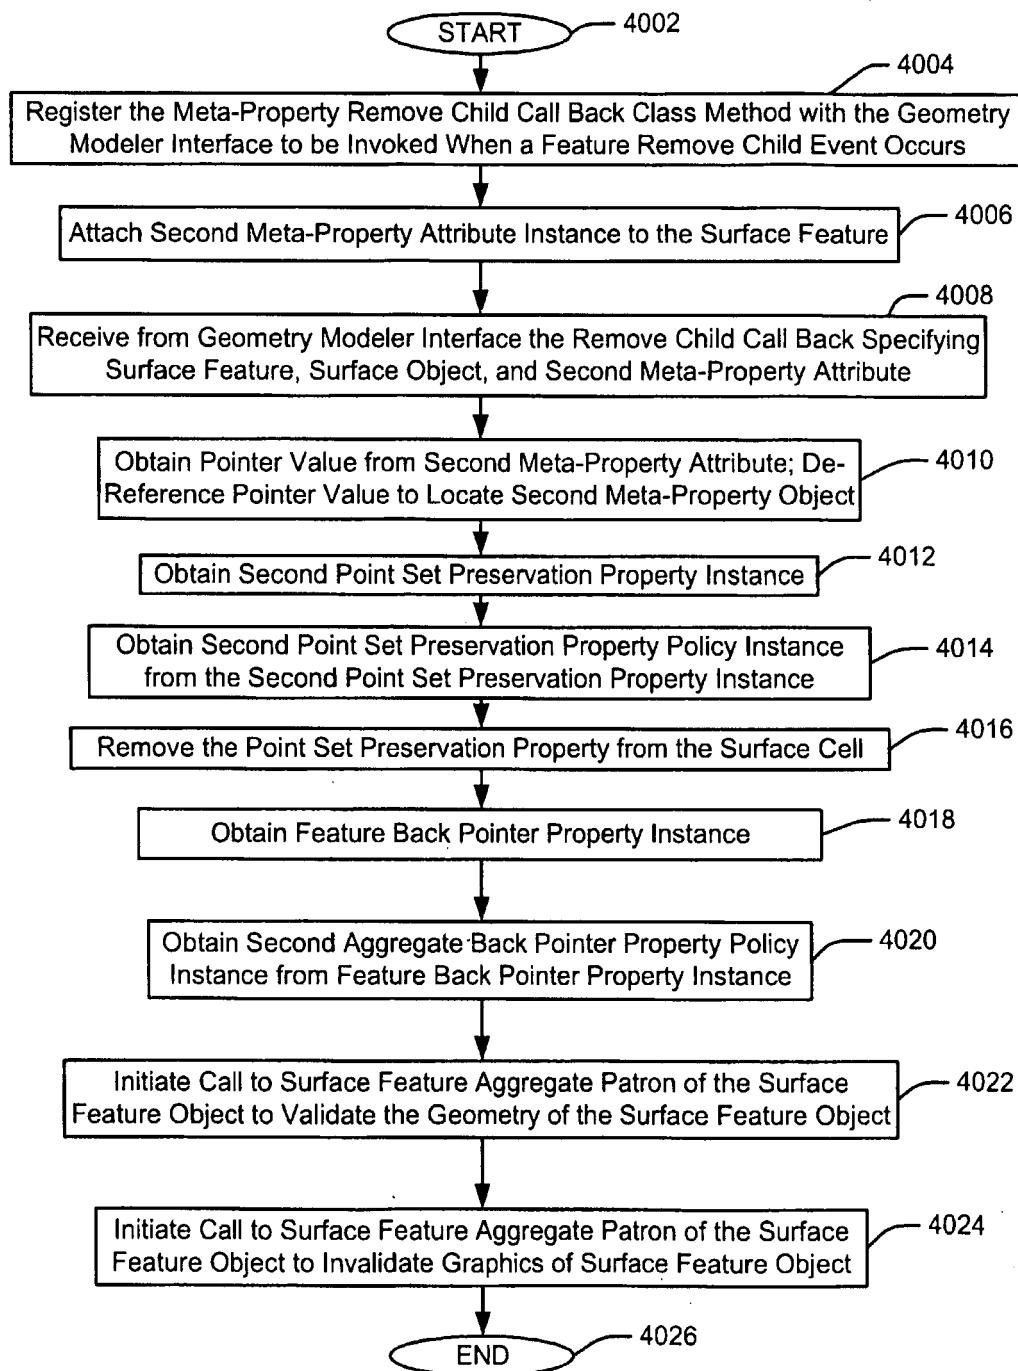 START
4002
4004
Register the Meta-Property Remove Child Call Back Class Method with the Geometry
Modeler Interface to be Invoked When a Feature Remove Child Event Occurs
4006
Attach Second Meta-Property Attribute Instance to the Surface Feature
4008
Receive from Geometry Modeler Interface the Remove Child Call Back Specifying
Surface Feature, Surface Object, and Second Meta-Property Attribute
4010
Obtain Pointer Value from Second Meta-Property Attribute; De-
Reference Pointer Value to Locate Second Meta-Property Object
4012
Obtain Second Point Set Preservation Property Instance
4014
Obtain Second Point Set Preservation Property Policy Instance
from the Second Point Set Preservation Property Instance
4016
Remove the Point Set Preservation Property from the Surface Cell
4018
Obtain Feature Back Pointer Property Instance
4020
Obtain Second Aggregate Back Pointer Property Policy
Instance from Feature Back Pointer Property Instance
4022
Initiate Call to Surface Feature Aggregate Patron of the Surface
Feature Object to Validate the Geometry of the Surface Feature Object
4024
Initiate Call to Surface Feature Aggregate Patron of the Surface
Feature Object to Invalidate Graphics of Surface Feature Object
4026
END